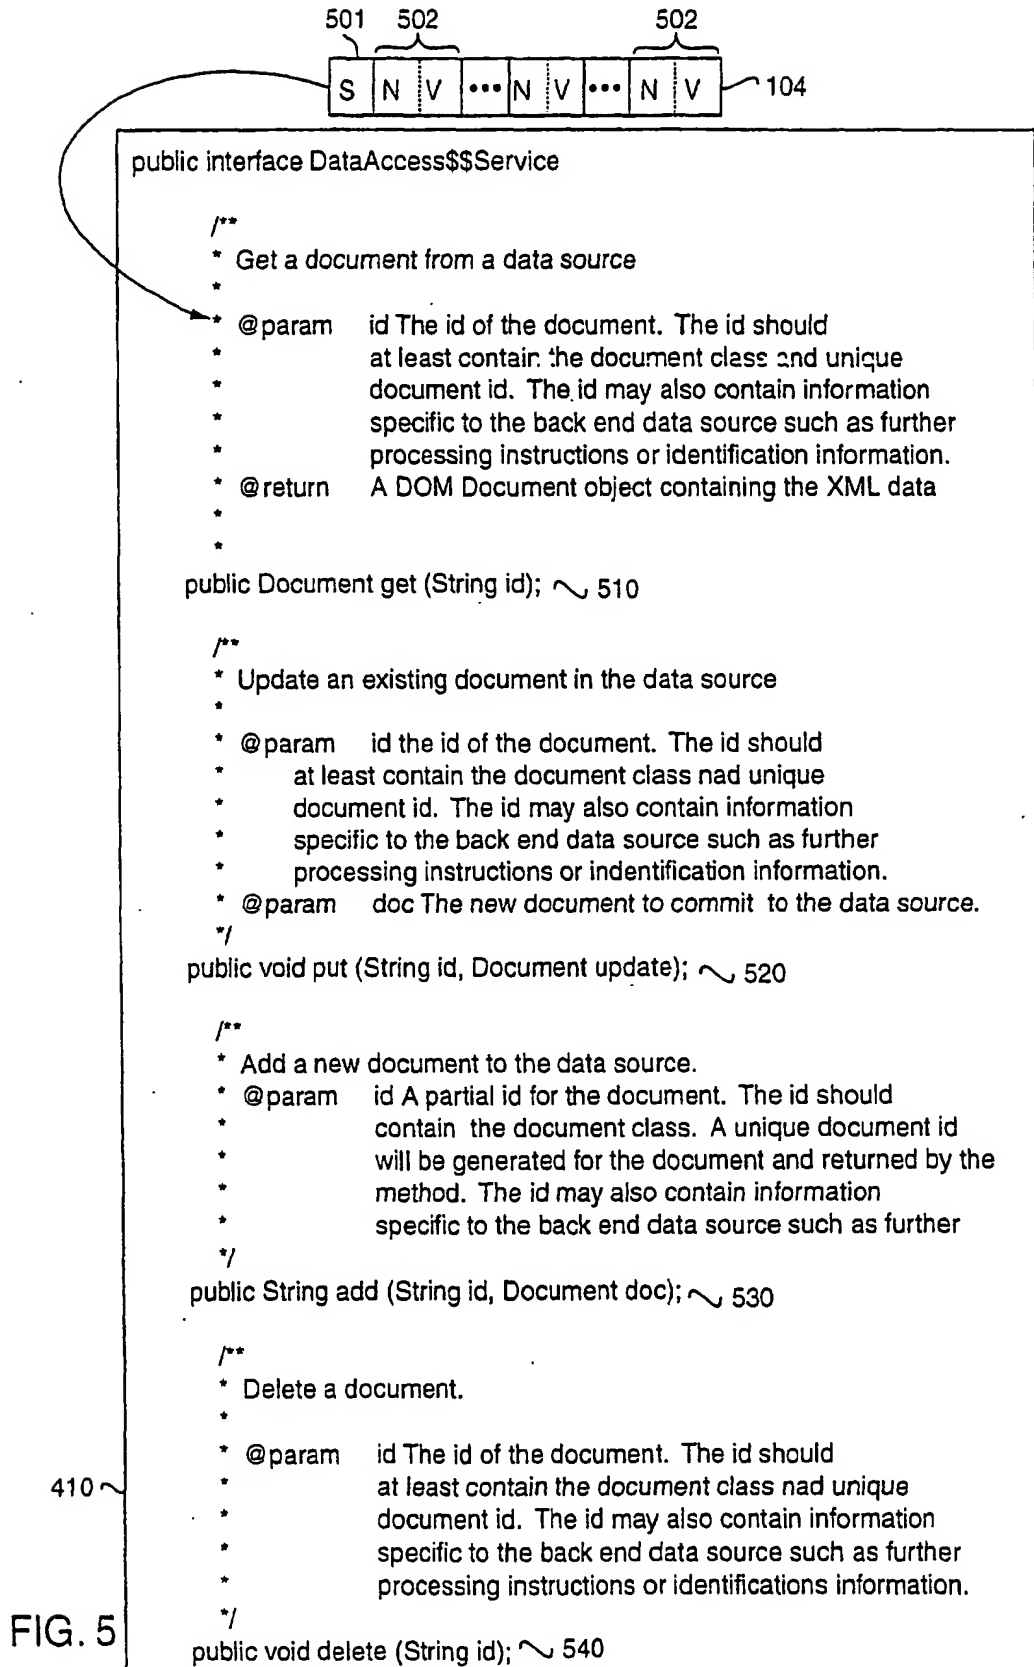 501 502 502
S N V ••• N V ••• N V 104
public interface DataAccess$$Service
/**
* Get a document from a data source
*
* @param id The id of the document. The id should
* at least contain the document class and unique
* document id. The id may also contain information
* specific to the back end data source such as further
* processing instructions or identification information.
* @return A DOM Document object containing the XML data
*
*
public Document get (String id); 510
/**
* Update an existing document in the data source
*
* @param id the id of the document. The id should
* at least contain the document class nad unique
* document id. The id may also contain information
* specific to the back end data source such as further
* processing instructions or indentification information.
* @param doc The new document to commit to the data source.
*/
public void put (String id, Document update); 520
/**
* Add a new document to the data source.
* @param id A partial id for the document. The id should
* contain the document class. A unique document id
* will be generated for the document and returned by the
* method. The id may also contain information
* specific to the back end data source such as further
*/
public String add (String id, Document doc); 530
/**
* Delete a document.
*
* @param id The id of the document. The id should
410 * at least contain the document class nad unique
* document id. The id may also contain information
* specific to the back end data source such as further
* processing instructions or identifications information.
*/
FIG. 5
public void delete (String id); 540